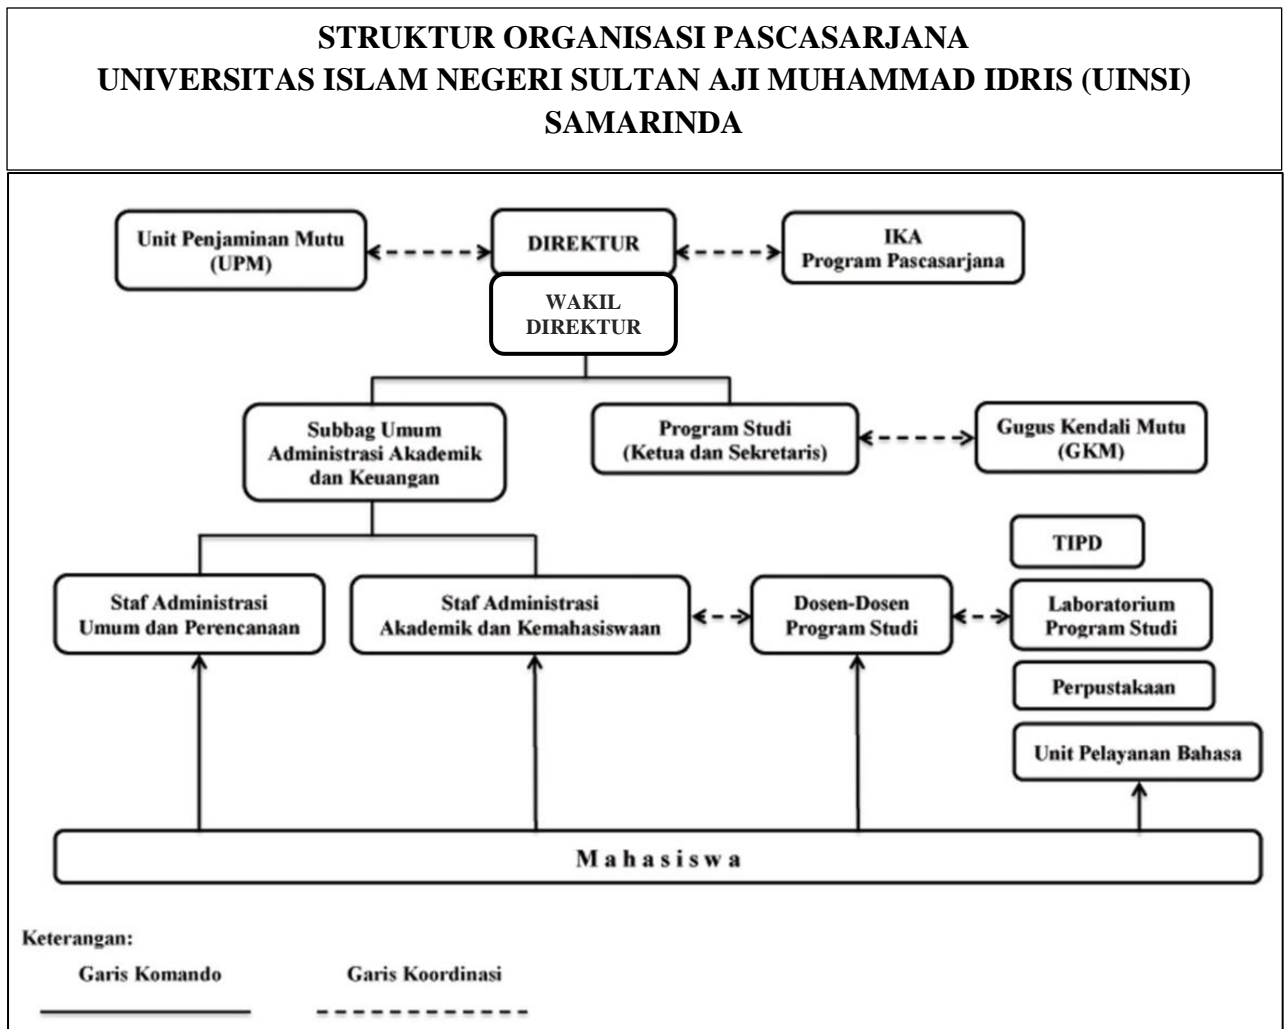 STRUKTUR ORGANISASI PASCASARJANA
UNIVERSITAS ISLAM NEGERI SULTAN AJI MUHAMMAD IDRIS (UINSI)
SAMARINDA
Unit Penjaminan Mutu
(UPM)
DIREKTUR
IKA
Program Pascasarjana
WAKIL
DIREKTUR
Subbag Umum
Administrasi Akademik
dan Keuangan
Program Studi
(Ketua dan Sekretaris)
Gugus Kendali Mutu
(GKM)
TIPD
Staf Administrasi
Umum dan Perencanaan
Staf Administrasi
Akademik dan Kemahasiswaan
Dosen-Dosen
Program Studi
Laboratorium
Program Studi
Perpustakaan
Unit Pelayanan Bahasa
Mahasiswa
Keterangan:
Garis Komando
Garis Koordinasi